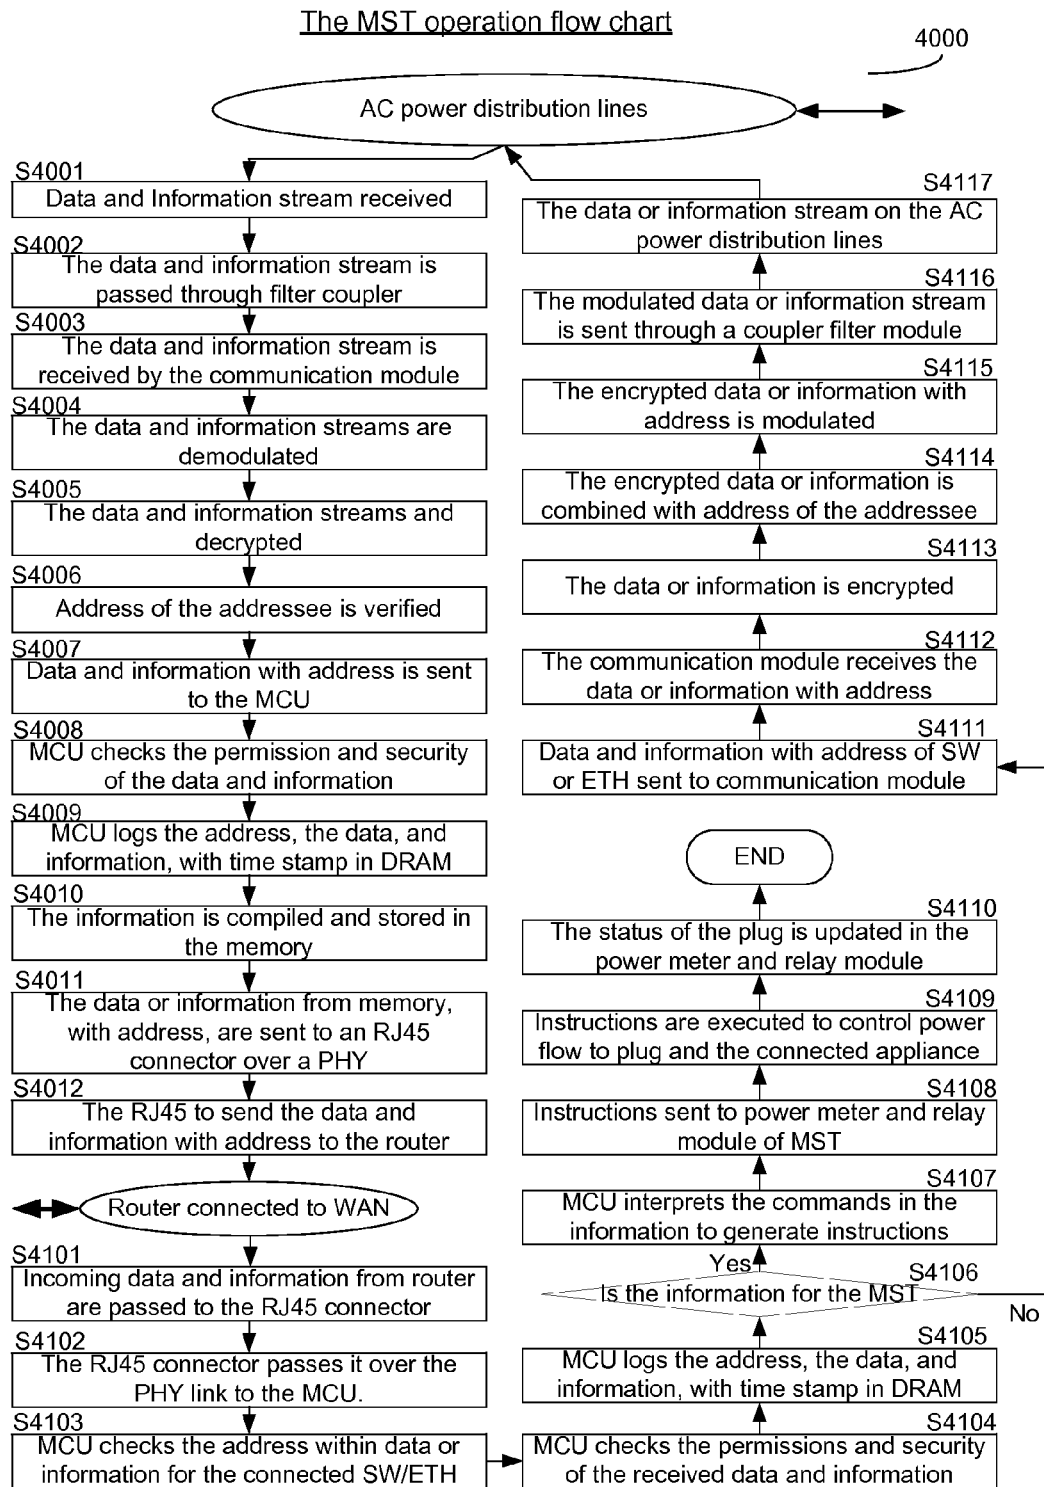 The MST operation flow chart
4000
AC power distribution lines
S4001
Data and Information stream received
S4002
The data and information stream is
passed through filter coupler
S4003
The data and information stream is
received by the communication module
S4004
The data and information streams are
demodulated
S4005
The data and information streams and
decrypted
S4006
Address of the addressee is verified
S4007
Data and information with address is sent
to the MCU
S4008
MCU checks the permission and security
of the data and information
S4009
MCU logs the address, the data, and
information, with time stamp in DRAM
S4010
The information is compiled and stored in
the memory
S4011
The data or information from memory,
with address, are sent to an RJ45
connector over a PHY
S4012
The RJ45 to send the data and
information with address to the router
Router connected to WAN
S4101
Incoming data and information from router
are passed to the RJ45 connector
S4102
The RJ45 connector passes it over the
PHY link to the MCU.
S4103
MCU checks the address within data or
information for the connected SW/ETH
S4117
The data or information stream on the AC
power distribution lines
S4116
The modulated data or information stream
is sent through a coupler filter module
S4115
The encrypted data or information with
address is modulated
S4114
The encrypted data or information is
combined with address of the addressee
S4113
The data or information is encrypted
S4112
The communication module receives the
data or information with address
S4111
Data and information with address of SW
or ETH sent to communication module
END
S4110
The status of the plug is updated in the
power meter and relay module
S4109
Instructions are executed to control power
flow to plug and the connected appliance
S4108
Instructions sent to power meter and relay
module of MST
S4107
MCU interprets the commands in the
information to generate instructions
Yes
S4106
Is the information for the MST
No
S4105
MCU logs the address, the data, and
information, with time stamp in DRAM
S4104
MCU checks the permissions and security
of the received data and information